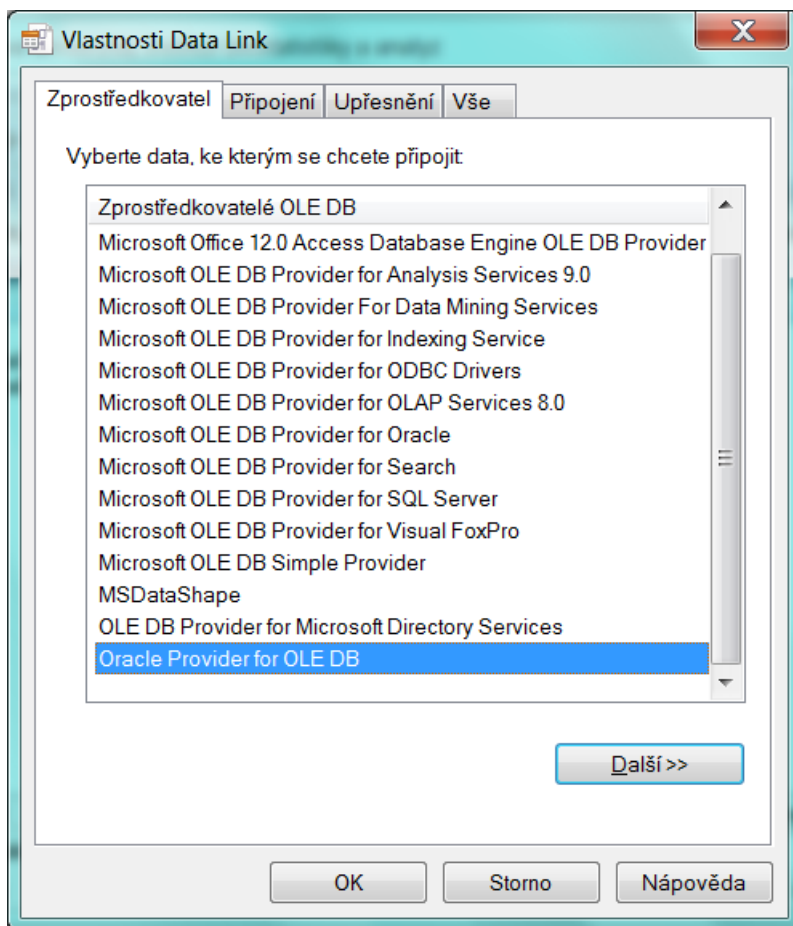 Vlastnosti Data Link
Zprostředkovatel Připojení Upřesnění Vše
Vyberte data, ke kterým se chcete připojit:
Zprostředkovatelé OLE DB
Microsoft Office 12.0 Access Database Engine OLE DB Provider
Microsoft OLE DB Provider for Analysis Services 9.0
Microsoft OLE DB Provider For Data Mining Services
Microsoft OLE DB Provider for Indexing Service
Microsoft OLE DB Provider for ODBC Drivers
Microsoft OLE DB Provider for OLAP Services 8.0
Microsoft OLE DB Provider for Oracle
Microsoft OLE DB Provider for Search
Microsoft OLE DB Provider for SQL Server
Microsoft OLE DB Provider for Visual FoxPro
Microsoft OLE DB Simple Provider
MSDataShape
OLE DB Provider for Microsoft Directory Services
Oracle Provider for OLE DB
Další >>
OK Storno Nápověda